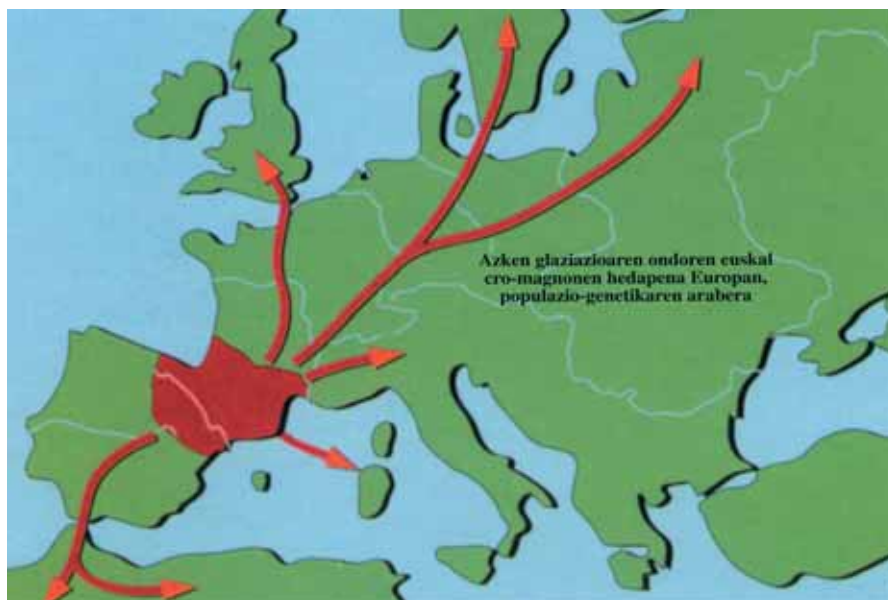 Azken glaziazioaren ondoren euskal
cro-magnonen hedapena Europan,
populazio-genetikaren arabera